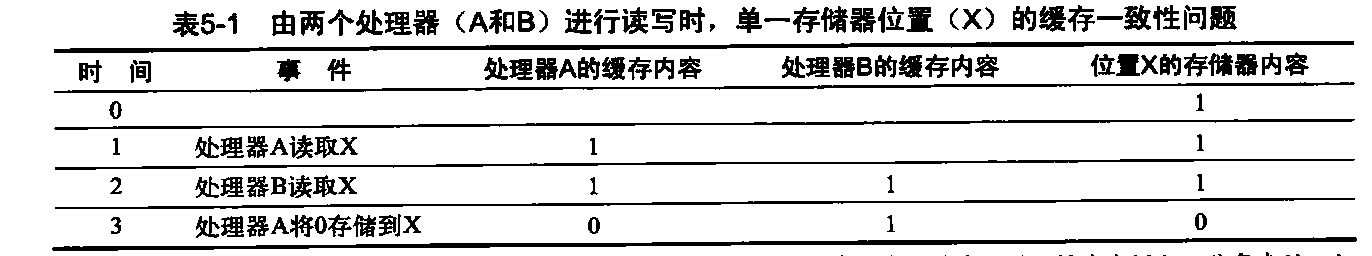 表5-1 由两个处理器（A和B）进行读写时，单一存储器位置（X）的缓存一致性问题
时 间 事 件 处理器A的缓存内容 处理器B的缓存内容 位置X的存储器内容
0 1
1 处理器A读取X 1 1
2 处理器B读取X 1 1 1
3 处理器A将0存储到X 0 1 0